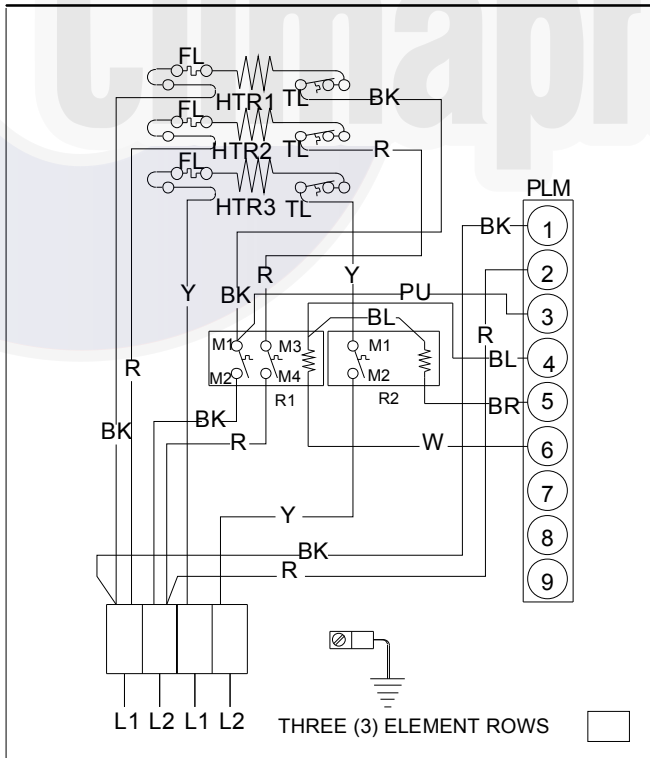 Climapr
FL
HTR1 TL BK
FL
HTR2 TL R
FL
HTR3 TL
PLM
BK 1
2
R
Y
Y
BK
PU
3
BL
R
M1 M3 M1
BL 4
R
M2 M4 M2
R1 R2
BR 5
BK
BK
R W 6
7
Y
8
BK
R
9
L1 L2 L1 L2
THREE (3) ELEMENT ROWS